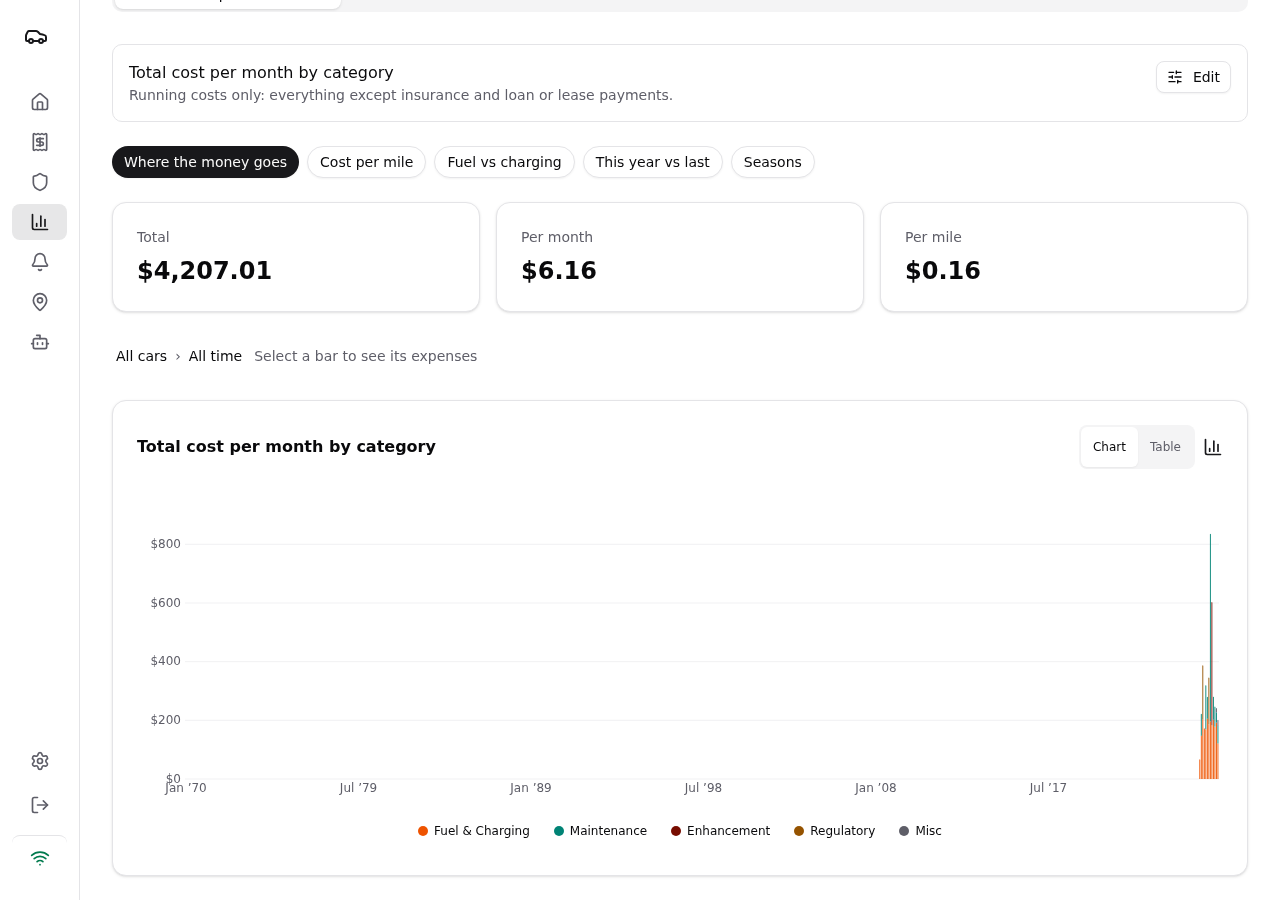 Total cost per month by category
Edit
Running costs only: everything except insurance and loan or lease payments.
Where the money goes
Cost per mile
Fuel vs charging
This year vs last
Seasons
Total
Per month
Per mile
$4,207.01
$6.16
$0.16
All cars › All time Select a bar to see its expenses
Total cost per month by category
Chart
Table
$800
$600
$400
$200
$0
Jan ’70
Jul ’79
Jan ’89
Jul ’98
Jan ’08
Jul ’17
Fuel & Charging
Maintenance
Enhancement
Regulatory
Misc